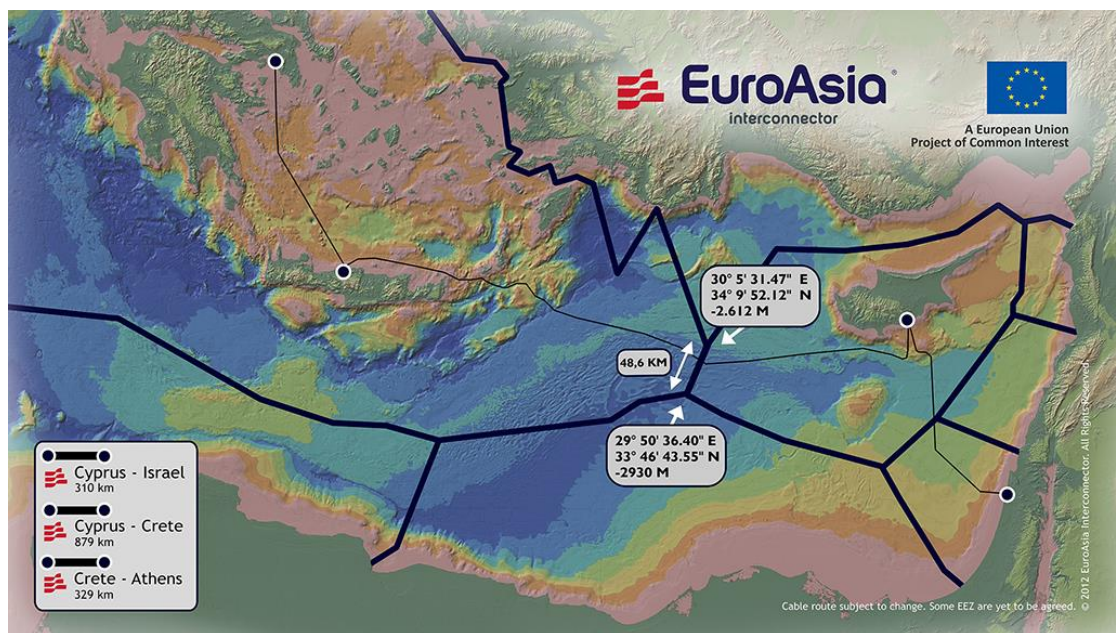 EuroAsia®
interconnector
A European Union
Project of Common Interest
30° 5' 31.47" E
34° 9' 52.12" N
-2.612 M
48,6 KM
29° 50' 36.40" E
33° 46' 43.55" N
-2930 M
Cyprus - Israel
310 km
Cyprus - Crete
879 km
Crete - Athens
329 km
Cable route subject to change. Some EEZ are yet to be agreed.
© 2012 EuroAsia Interconnector. All Rights Reserved.